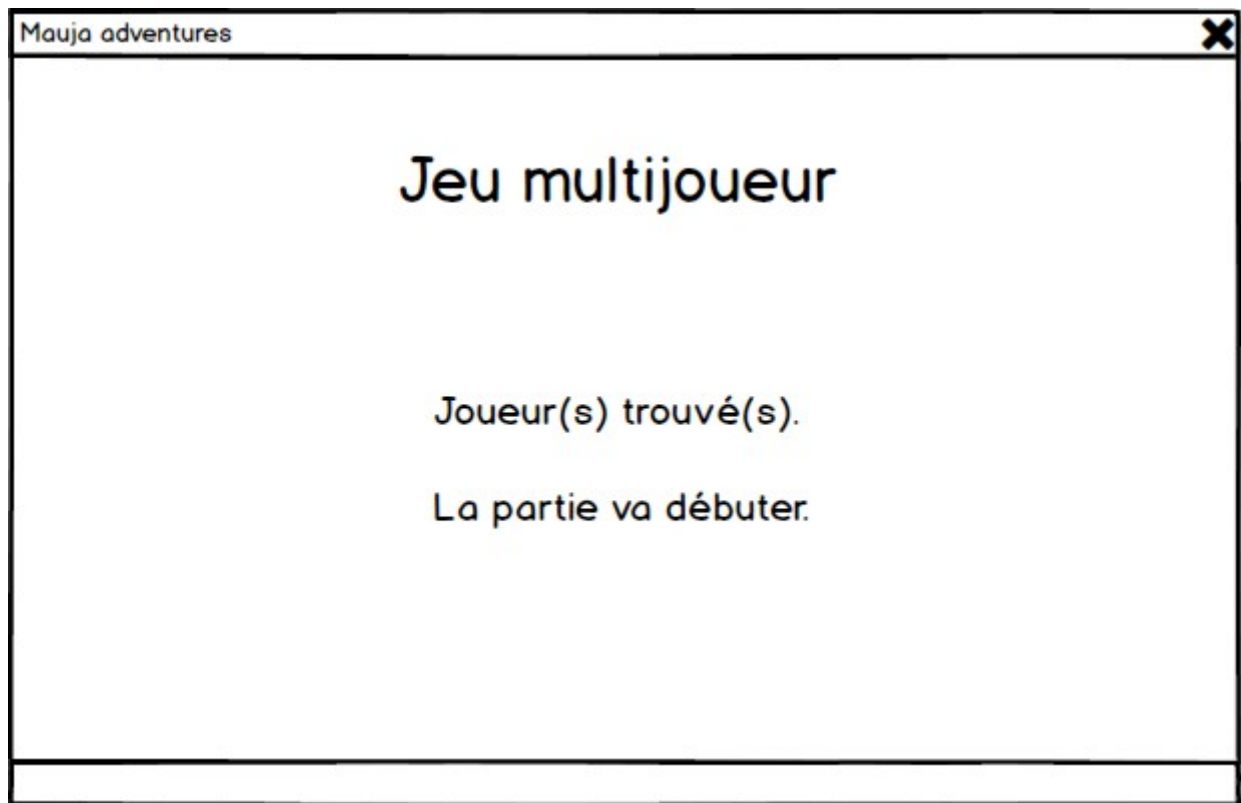 Mauja adventures
Jeu multijoueur
Joueur(s) trouvé(s).
La partie va débuter.